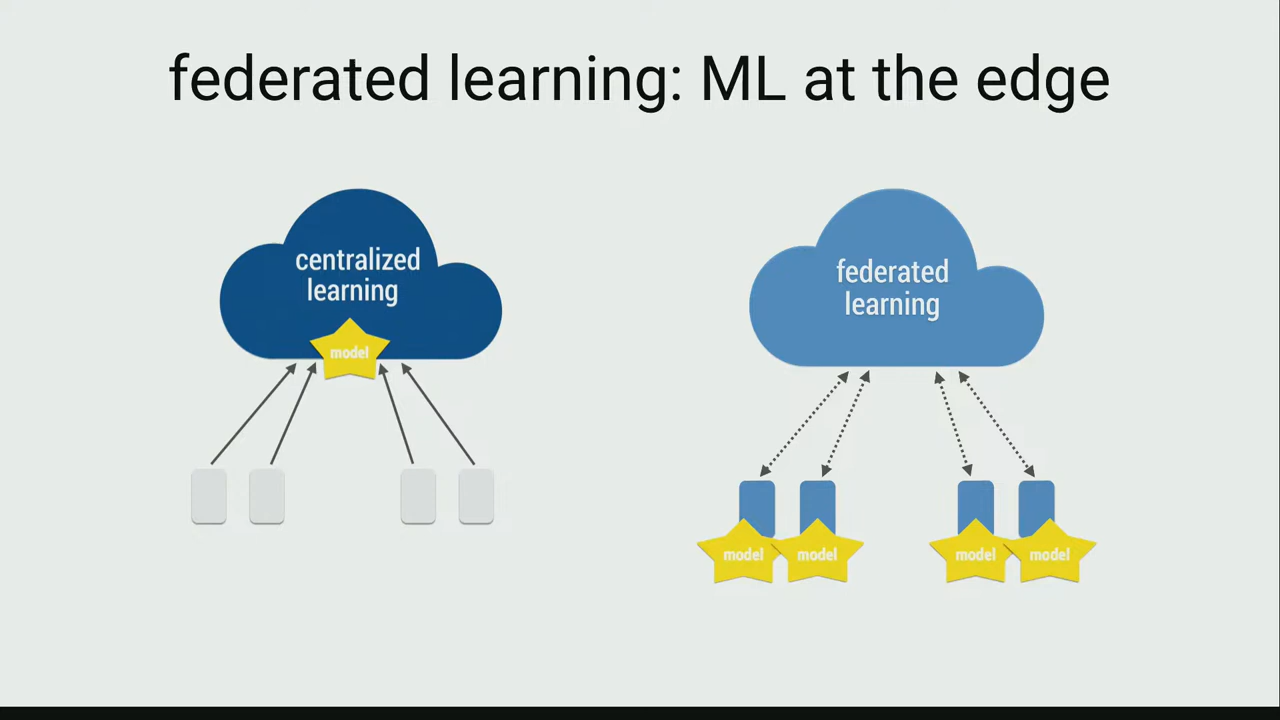 federated learning: ML at the edge
centralized
learning
model
federated
learning
model
model
model
model